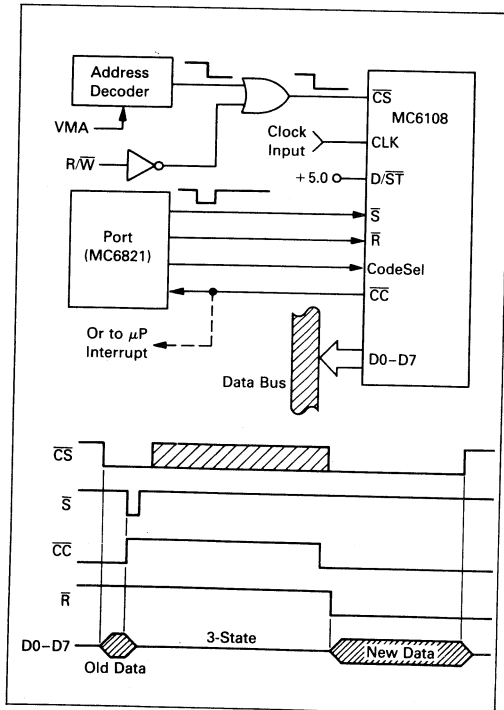 Address
Decoder
VMA
R/W̅
C̅S̅
MC6108
Clock
Input
CLK
+5.0
D/S̅T̅
S̅
R̅
CodeSel
C̅C̅
Port
(MC6821)
Or to μP
Interrupt
Data Bus
D0–D7
C̅S̅
S̅
C̅C̅
R̅
D0–D7
3-State
Old Data
New Data